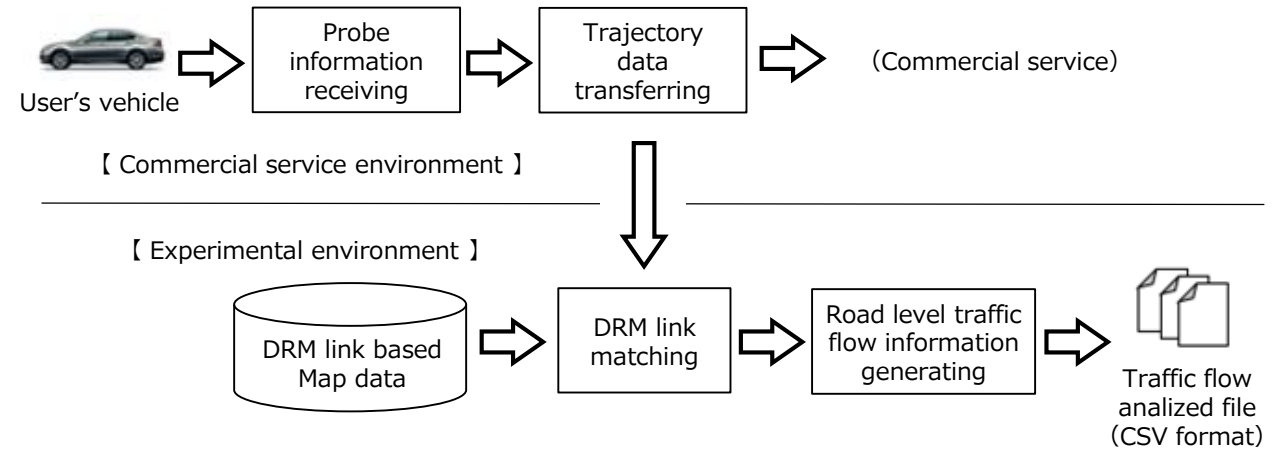 User's vehicle
Probe
information
receiving
Trajectory
data
transferring
（Commercial service）
【 Commercial service environment 】
【 Experimental environment 】
DRM link based
Map data
DRM link
matching
Road level traffic
flow information
generating
Traffic flow
analized file
（CSV format）